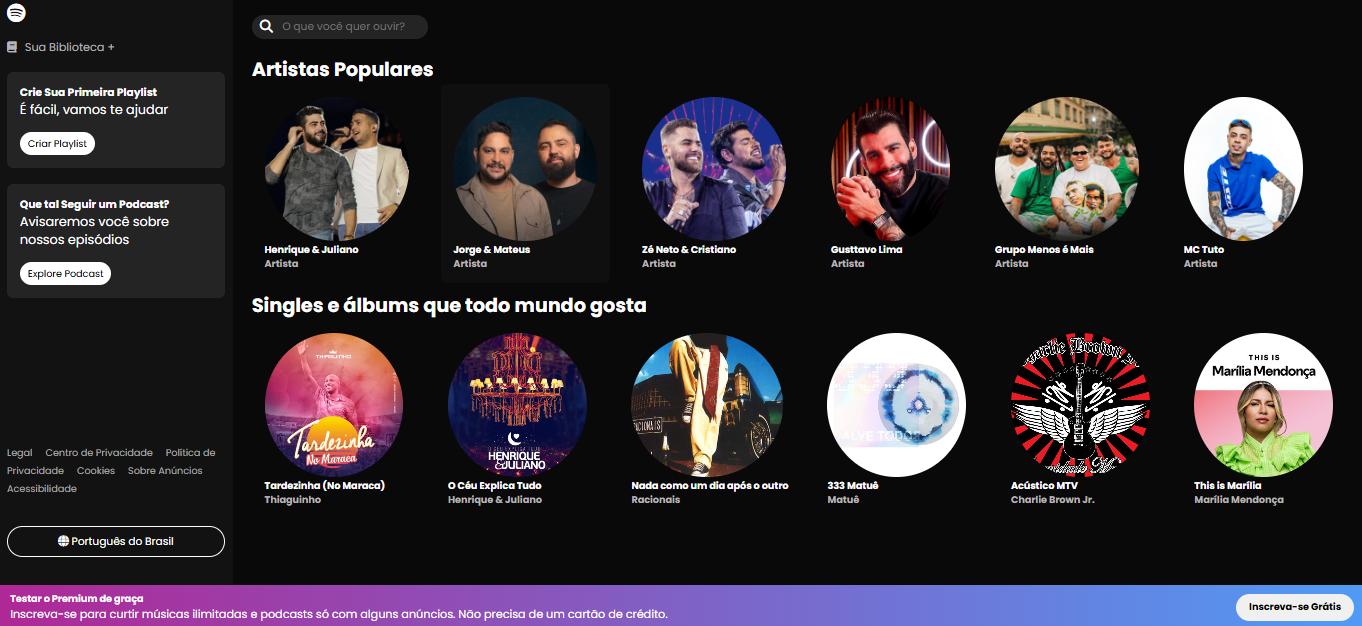 Sua Biblioteca +
Crie Sua Primeira Playlist
É fácil, vamos te ajudar
Criar Playlist
Que tal Seguir um Podcast?
Avisaremos você sobre
nossos episódios
Explore Podcast
Legal Centro de Privacidade Politica de
Privacidade Cookies Sobre Anúncios
Acessibilidade
Português do Brasil
O que você quer ouvir?
Artistas Populares
Henrique & Juliano
Artista
Jorge & Mateus
Artista
Zé Neto & Cristiano
Artista
Gusttavo Lima
Artista
Grupo Menos é Mais
Artista
MC Tuto
Artista
Singles e álbums que todo mundo gosta
THIAGUINHO
Tardezinha
No Maraca
Tardezinha (No Maraca)
Thiaguinho
HENRIQUE
&JULIANO
O Céu Explica Tudo
Henrique & Juliano
Nada como um dia após o outro
Racionais
333 Matuê
Matuê
Acústico MTV
Charlie Brown Jr.
THIS IS
Marília Mendonça
This is Marília
Marília Mendonça
Testar o Premium de graça
Inscreva-se para curtir músicas ilimitadas e podcasts só com alguns anúncios. Não precisa de um cartão de crédito.
Inscreva-se Grátis